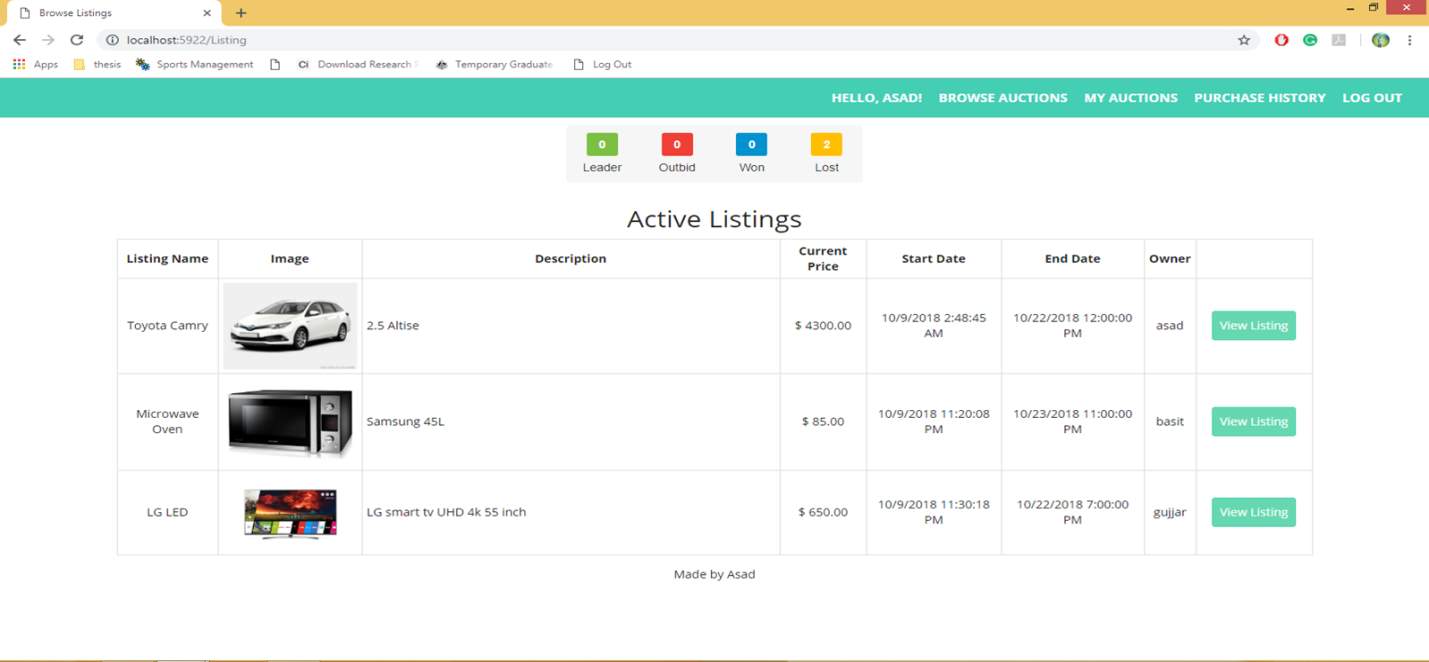 Browse Listings
localhost:5922/Listing
Apps thesis Sports Management Ci Download Research Temporary Graduate Log Out
HELLO, ASAD! BROWSE AUCTIONS MY AUCTIONS PURCHASE HISTORY LOG OUT
0 0 0 2
Leader Outbid Won Lost
Active Listings
Listing Name Image Description Current Price Start Date End Date Owner
Toyota Camry 2.5 Altise $ 4300.00 10/9/2018 2:48:45 AM 10/22/2018 12:00:00 PM asad View Listing
Microwave Oven Samsung 45L $ 85.00 10/9/2018 11:20:08 PM 10/23/2018 11:00:00 PM basit View Listing
LG LED LG smart tv UHD 4k 55 inch $ 650.00 10/9/2018 11:30:18 PM 10/22/2018 7:00:00 PM gujjar View Listing
Made by Asad